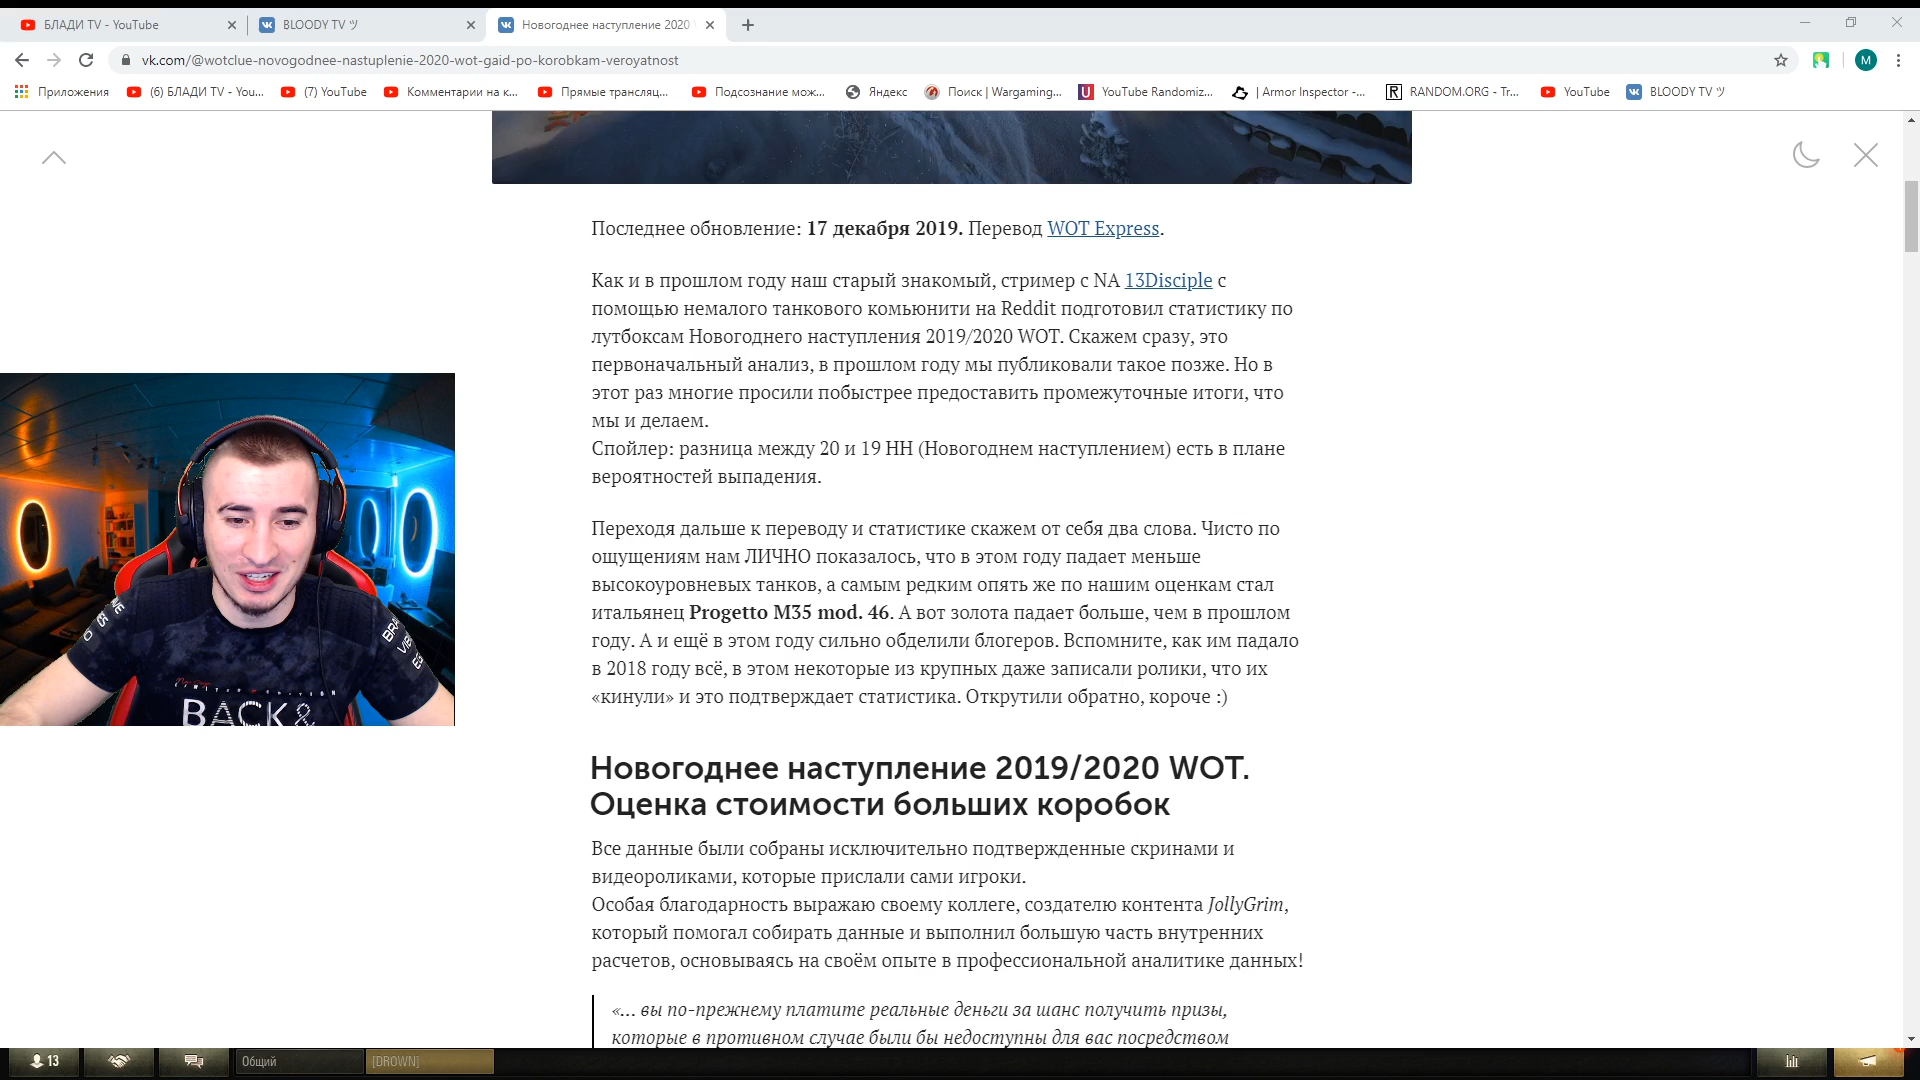 БЛАДИ TV - YouTube
BLOODY TV ツ
Новогоднее наступление 2020
vk.com/@wotclue-novogodnee-nastuplenie-2020-wot-gaid-po-korobkam-veroyatnost
M
Приложения
(6) БЛАДИ TV - You...
(7) YouTube
Комментарии на к...
Прямые трансляц...
Подсознание мож...
Яндекс
Поиск | Wargaming...
U YouTube Randomiz...
| Armor Inspector -...
R RANDOM.ORG - Tr...
YouTube
BLOODY TV ツ
Последнее обновление: 17 декабря 2019. Перевод WOT Express.
Как и в прошлом году наш старый знакомый, стример с NA 13Disciple с
помощью немалого танкового комьюнити на Reddit подготовил статистику по
лутбоксам Новогоднего наступления 2019/2020 WOT. Скажем сразу, это
первоначальный анализ, в прошлом году мы публиковали такое позже. Но в
этот раз многие просили побыстрее предоставить промежуточные итоги, что
мы и делаем.
Спойлер: разница между 20 и 19 НН (Новогоднем наступлением) есть в плане
вероятностей выпадения.
Переходя дальше к переводу и статистике скажем от себя два слова. Чисто по
ощущениям нам ЛИЧНО показалось, что в этом году падает меньше
высокоуровневых танков, а самым редким опять же по нашим оценкам стал
итальянец Progetto M35 mod. 46. А вот золота падает больше, чем в прошлом
году. А и ещё в этом году сильно обделили блогеров. Вспомните, как им падало
в 2018 году всё, в этом некоторые из крупных даже записали ролики, что их
«кинули» и это подтверждает статистика. Открутили обратно, короче :)
Новогоднее наступление 2019/2020 WOT.
Оценка стоимости больших коробок
Все данные были собраны исключительно подтвержденные скринами и
видеороликами, которые прислали сами игроки.
Особая благодарность выражаю своему коллеге, создателю контента JollyGrim,
который помогал собирать данные и выполнил большую часть внутренних
расчетов, основываясь на своём опыте в профессиональной аналитике данных!
«... вы по-прежнему платите реальные деньги за шанс получить призы,
которые в противном случае были бы недоступны для вас посредством
LIMITED EDITION
BACK &
13
Общий
[DROWN]